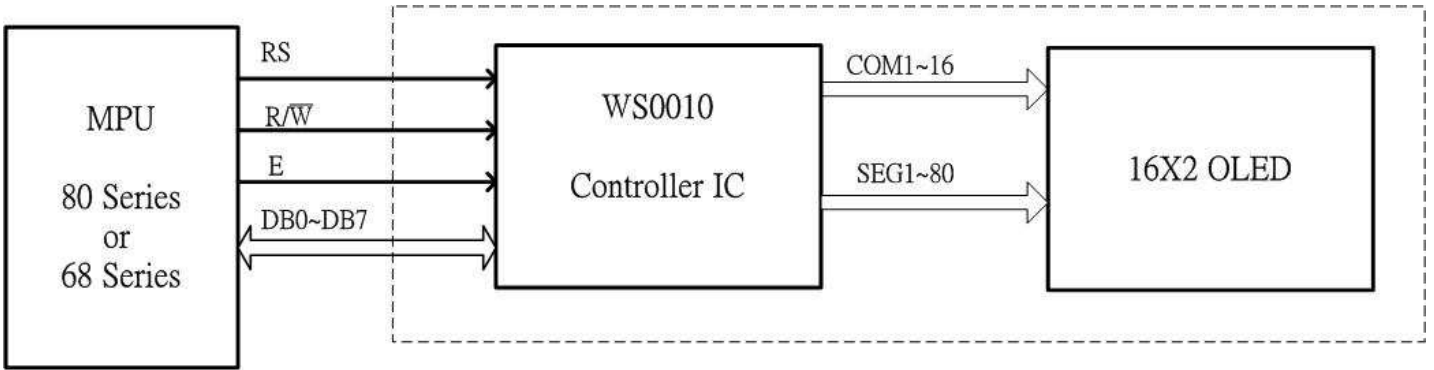 MPU
80 Series
or
68 Series
RS
R/W̅
E
DB0~DB7
WS0010
Controller IC
COM1~16
SEG1~80
16X2 OLED